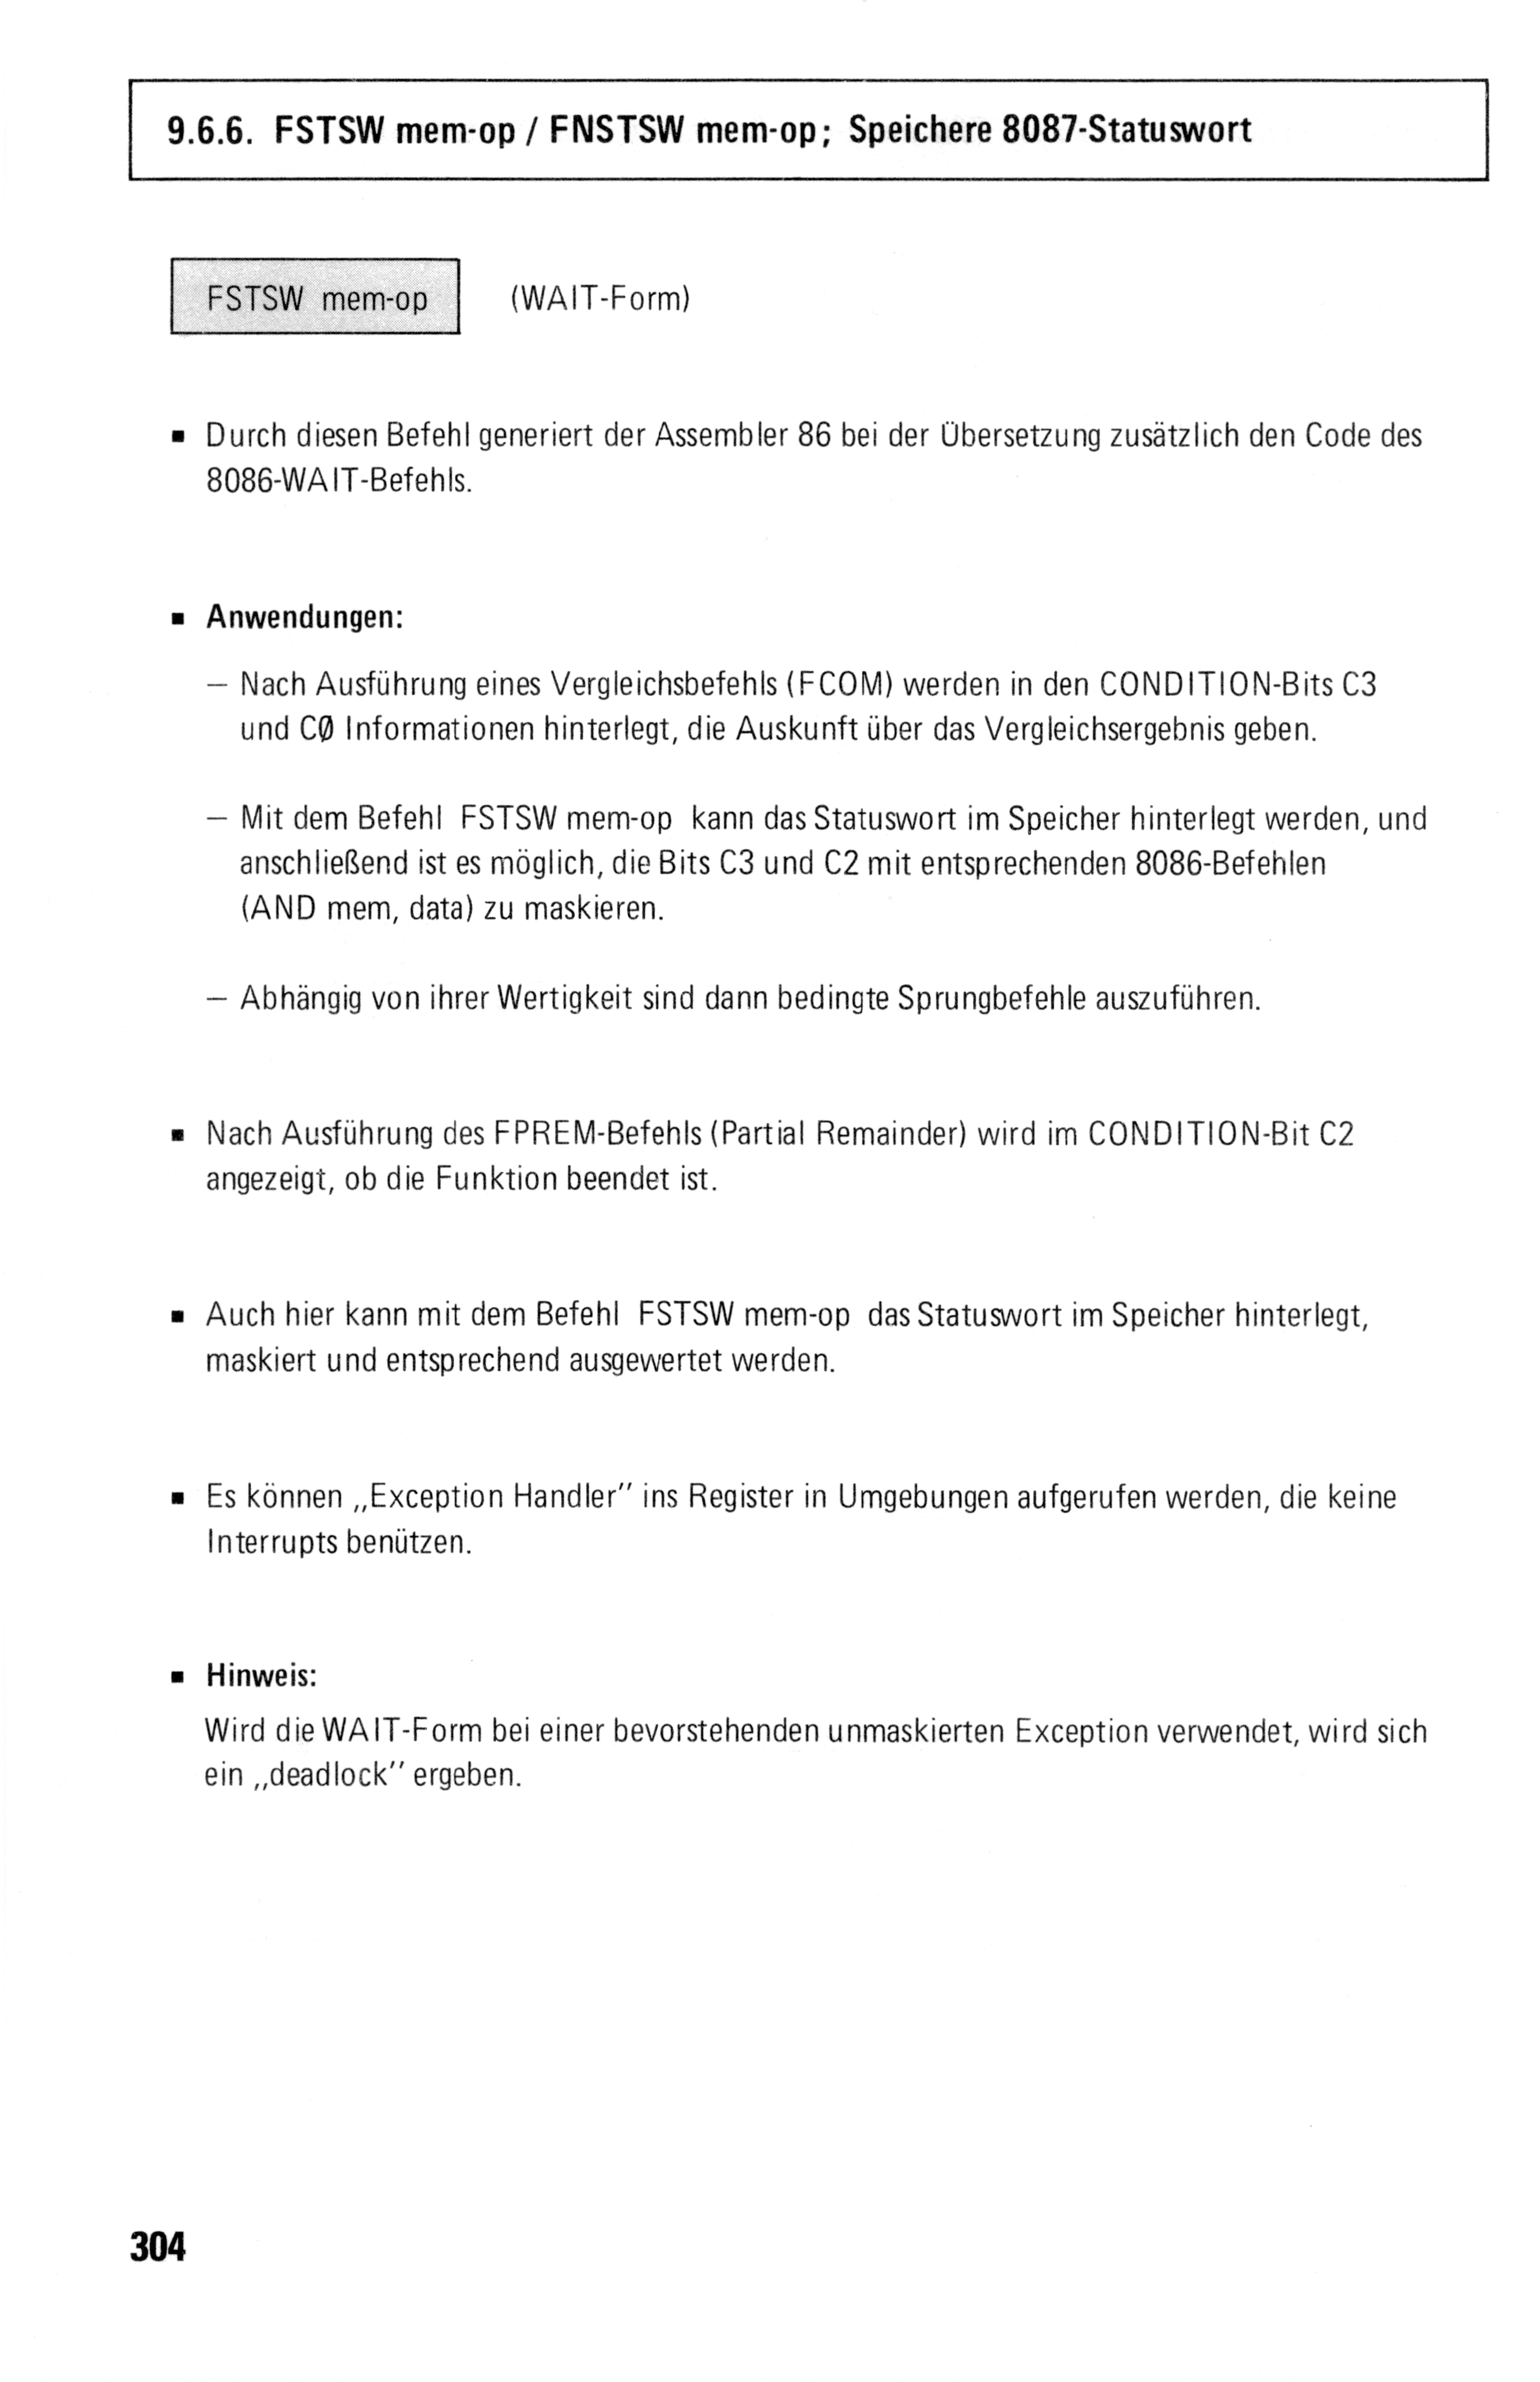 9.6.6. FSTSW mem-op / FNSTSW mem-op; Speichere 8087-Statuswort
FSTSW mem-op (WAIT-Form)
▪ Durch diesen Befehl generiert der Assembler 86 bei der Übersetzung zusätzlich den Code des
8086-WAIT-Befehls.
▪ Anwendungen:
— Nach Ausführung eines Vergleichsbefehls (FCOM) werden in den CONDITION-Bits C3
und CØ Informationen hinterlegt, die Auskunft über das Vergleichsergebnis geben.
— Mit dem Befehl FSTSW mem-op kann das Statuswort im Speicher hinterlegt werden, und
anschließend ist es möglich, die Bits C3 und C2 mit entsprechenden 8086-Befehlen
(AND mem, data) zu maskieren.
— Abhängig von ihrer Wertigkeit sind dann bedingte Sprungbefehle auszuführen.
▪ Nach Ausführung des FPREM-Befehls (Partial Remainder) wird im CONDITION-Bit C2
angezeigt, ob die Funktion beendet ist.
▪ Auch hier kann mit dem Befehl FSTSW mem-op das Statuswort im Speicher hinterlegt,
maskiert und entsprechend ausgewertet werden.
▪ Es können „Exception Handler" ins Register in Umgebungen aufgerufen werden, die keine
Interrupts benützen.
▪ Hinweis:
Wird die WAIT-Form bei einer bevorstehenden unmaskierten Exception verwendet, wird sich
ein „deadlock" ergeben.
304